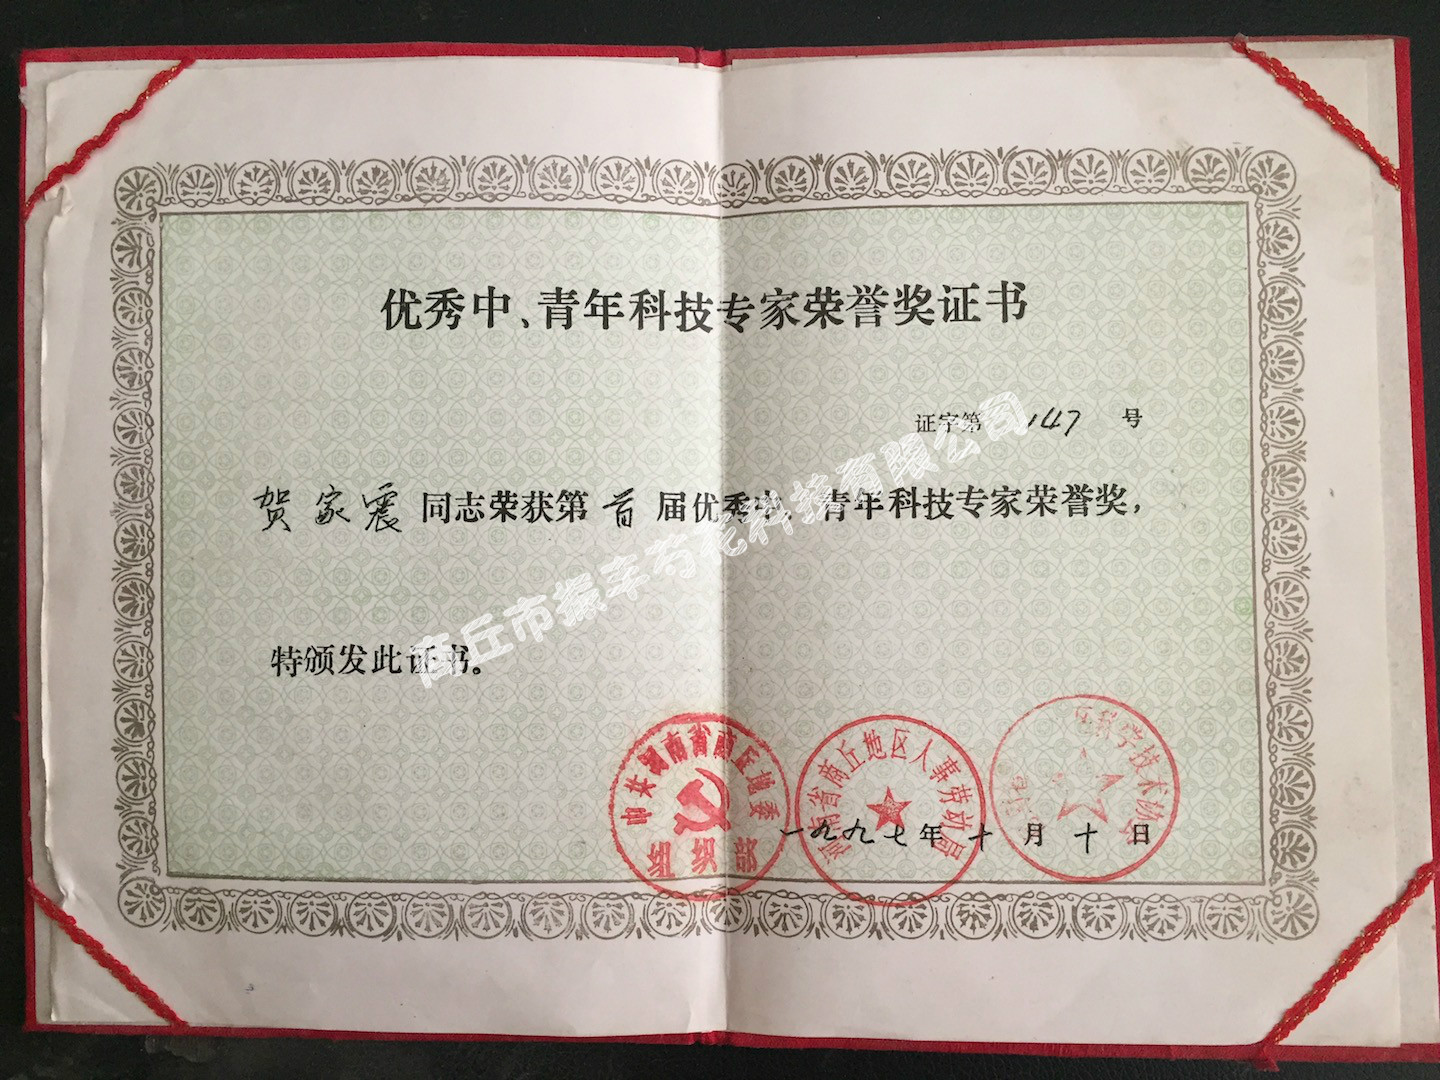 优秀中、青年科技专家荣誉奖证书
证字第 147 号
贺家震同志荣获第首届优秀中、青年科技专家荣誉奖，
特颁发此证书。
中共河南省商丘地委
组织部
河南省商丘地区人事劳动局
区科学技术协
一九九七年十月十日
商丘市振丰芍花科技有限公司